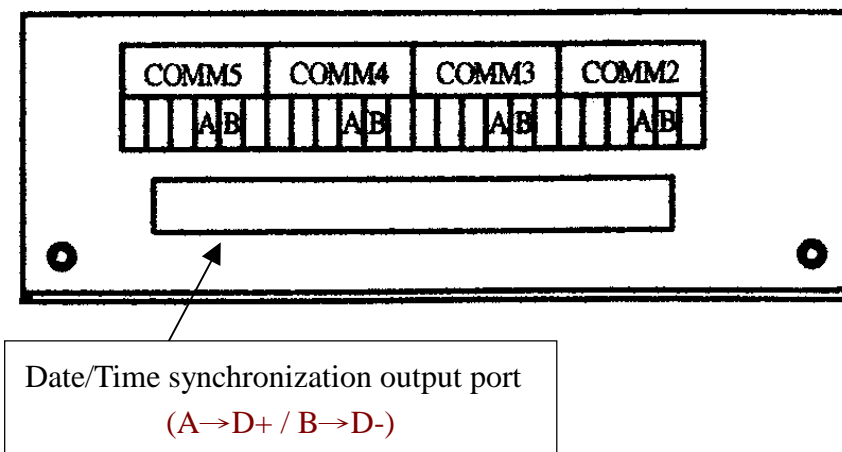 COMM5 COMM4 COMM3 COMM2
A B A B A B A B
Date/Time synchronization output port
(A→D+ / B→D-)